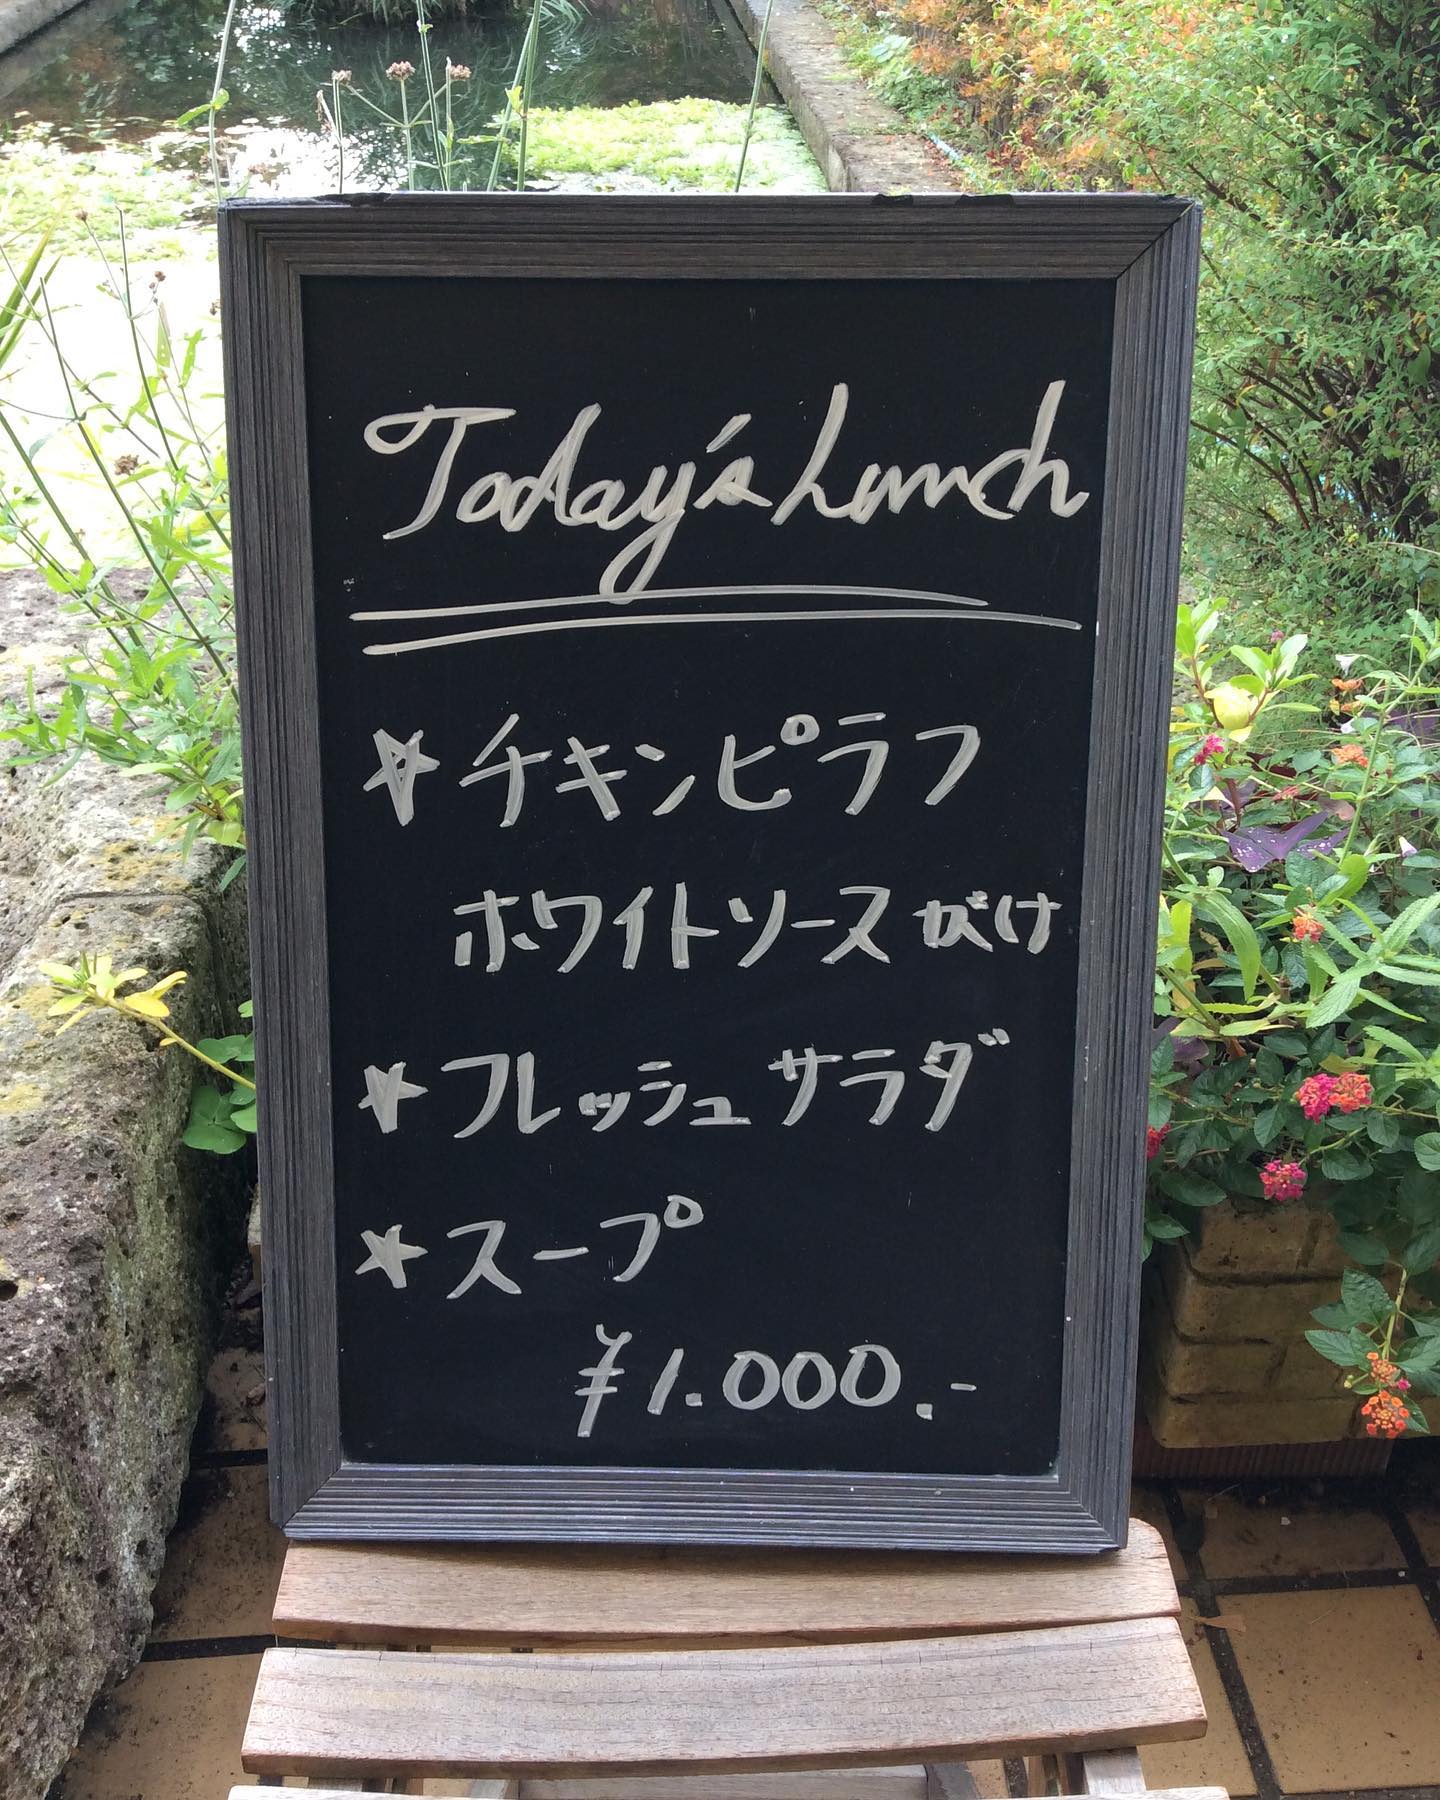 Today's Lunch
☆チキンピラフ
ホワイトソースがけ
☆フレッシュサラダ
☆スープ
¥1.000.-